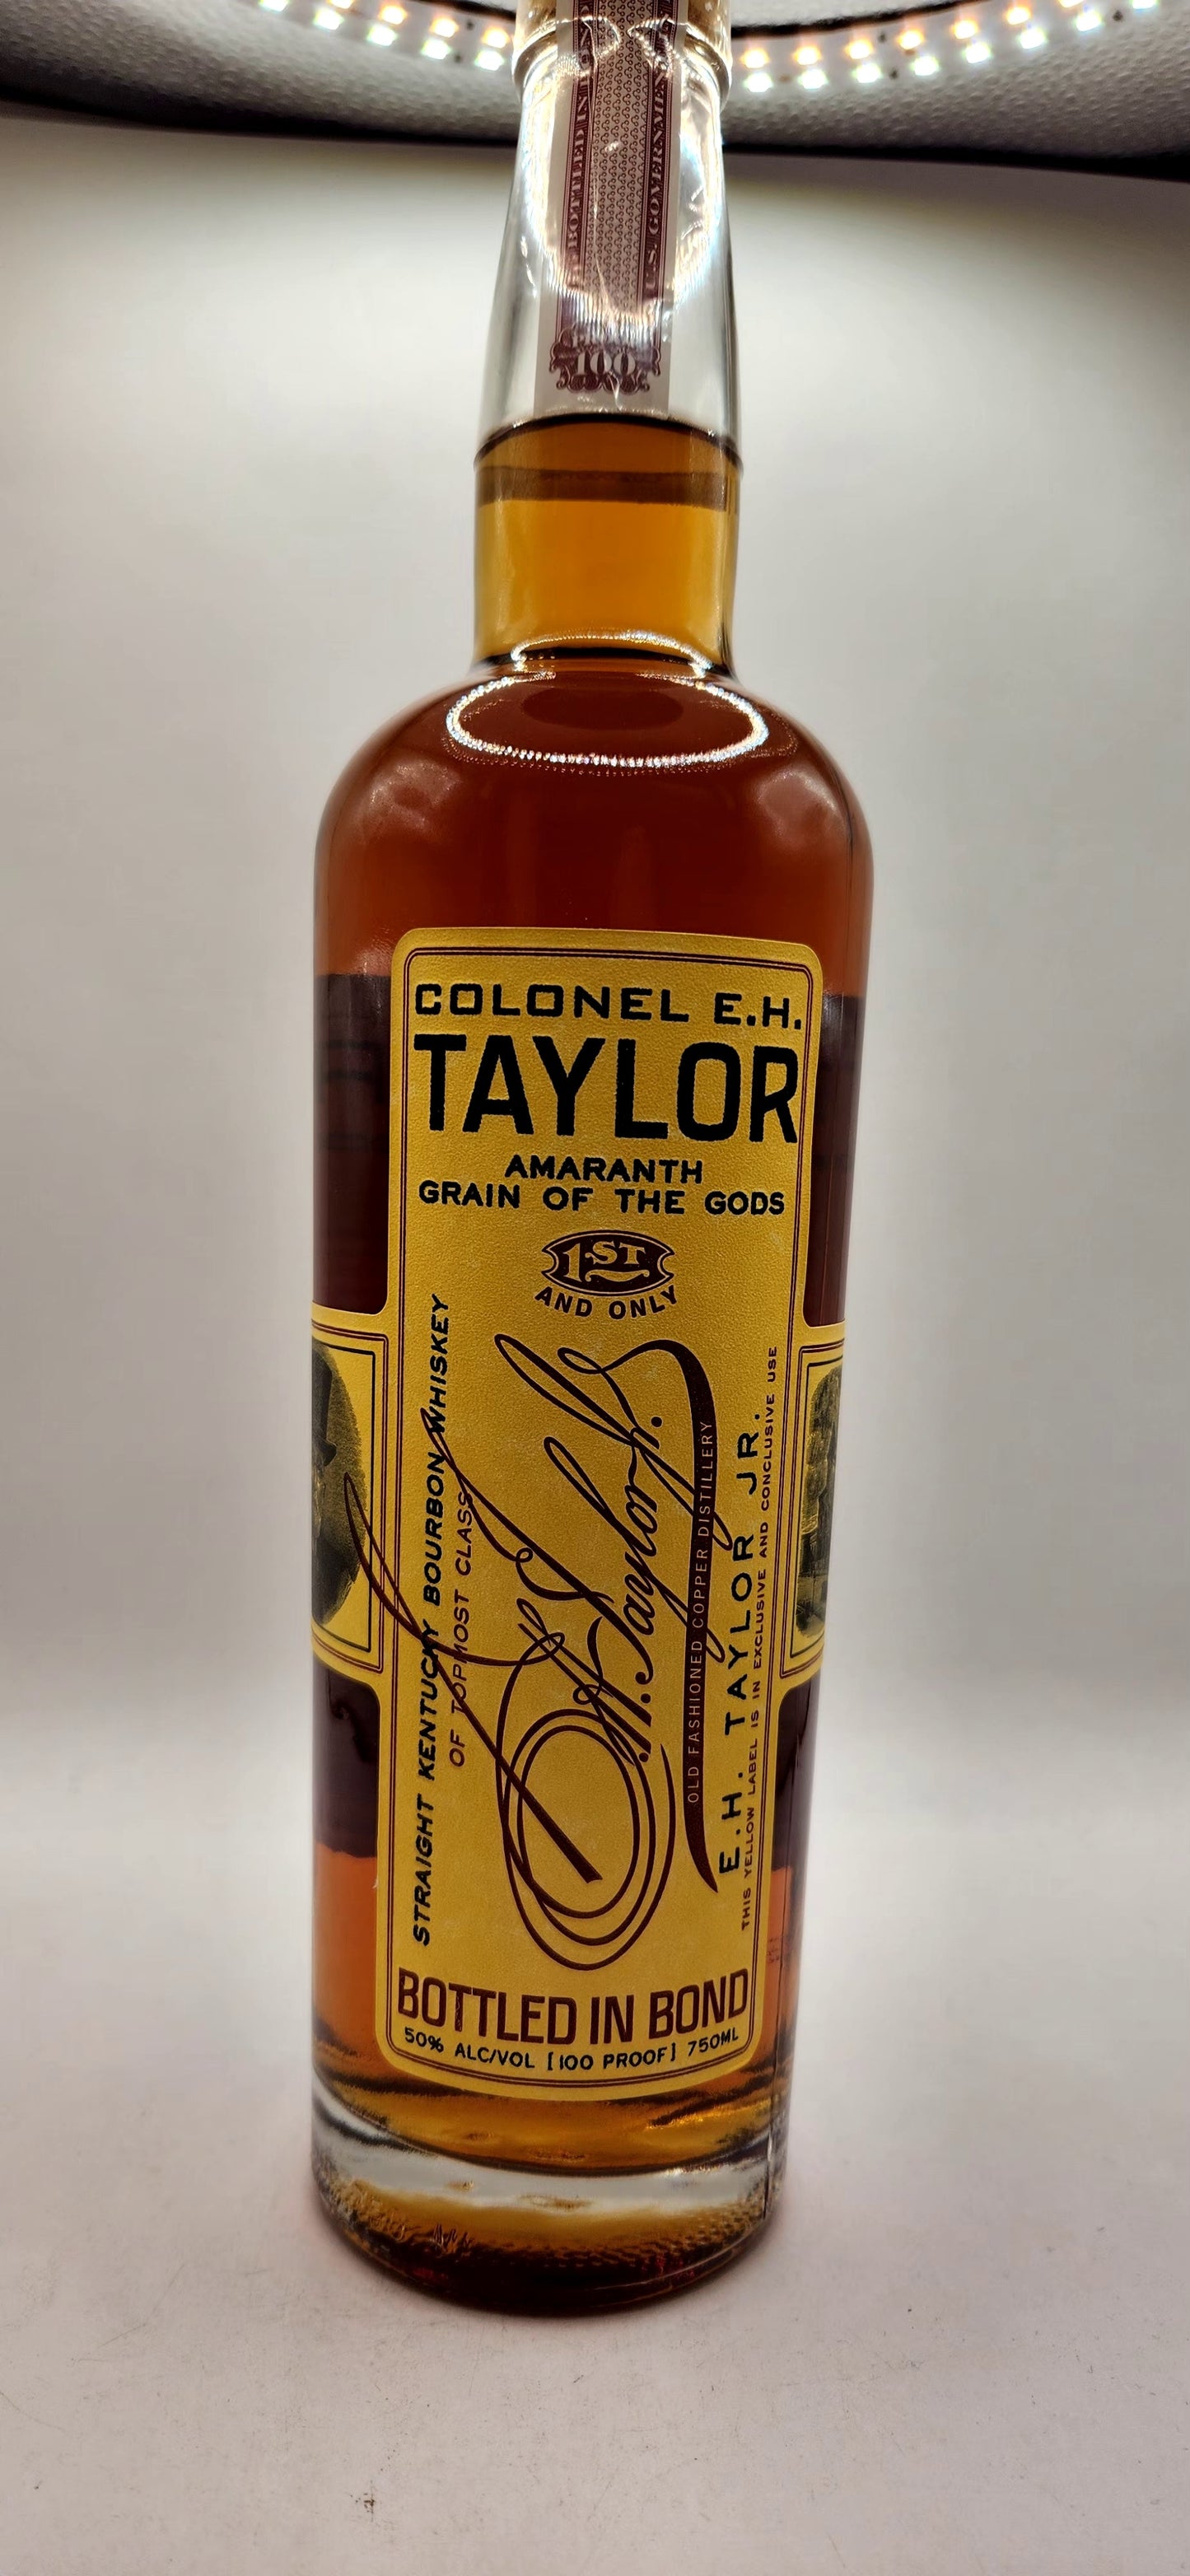 BOTTLED IN
U.S. GOVERNMENT
100
COLONEL E.H.
TAYLOR
AMARANTH
GRAIN OF THE GODS
1ST
AND ONLY
STRAIGHT KENTUCKY BOURBON WHISKEY
OF TOPMOST CLASS
E.H. Taylor, Jr.
OLD FASHIONED COPPER DISTILLERY
E.H. TAYLOR JR.
THIS YELLOW LABEL IS IN EXCLUSIVE AND CONCLUSIVE USE
BOTTLED IN BOND
50% ALC/VOL [100 PROOF] 750ML